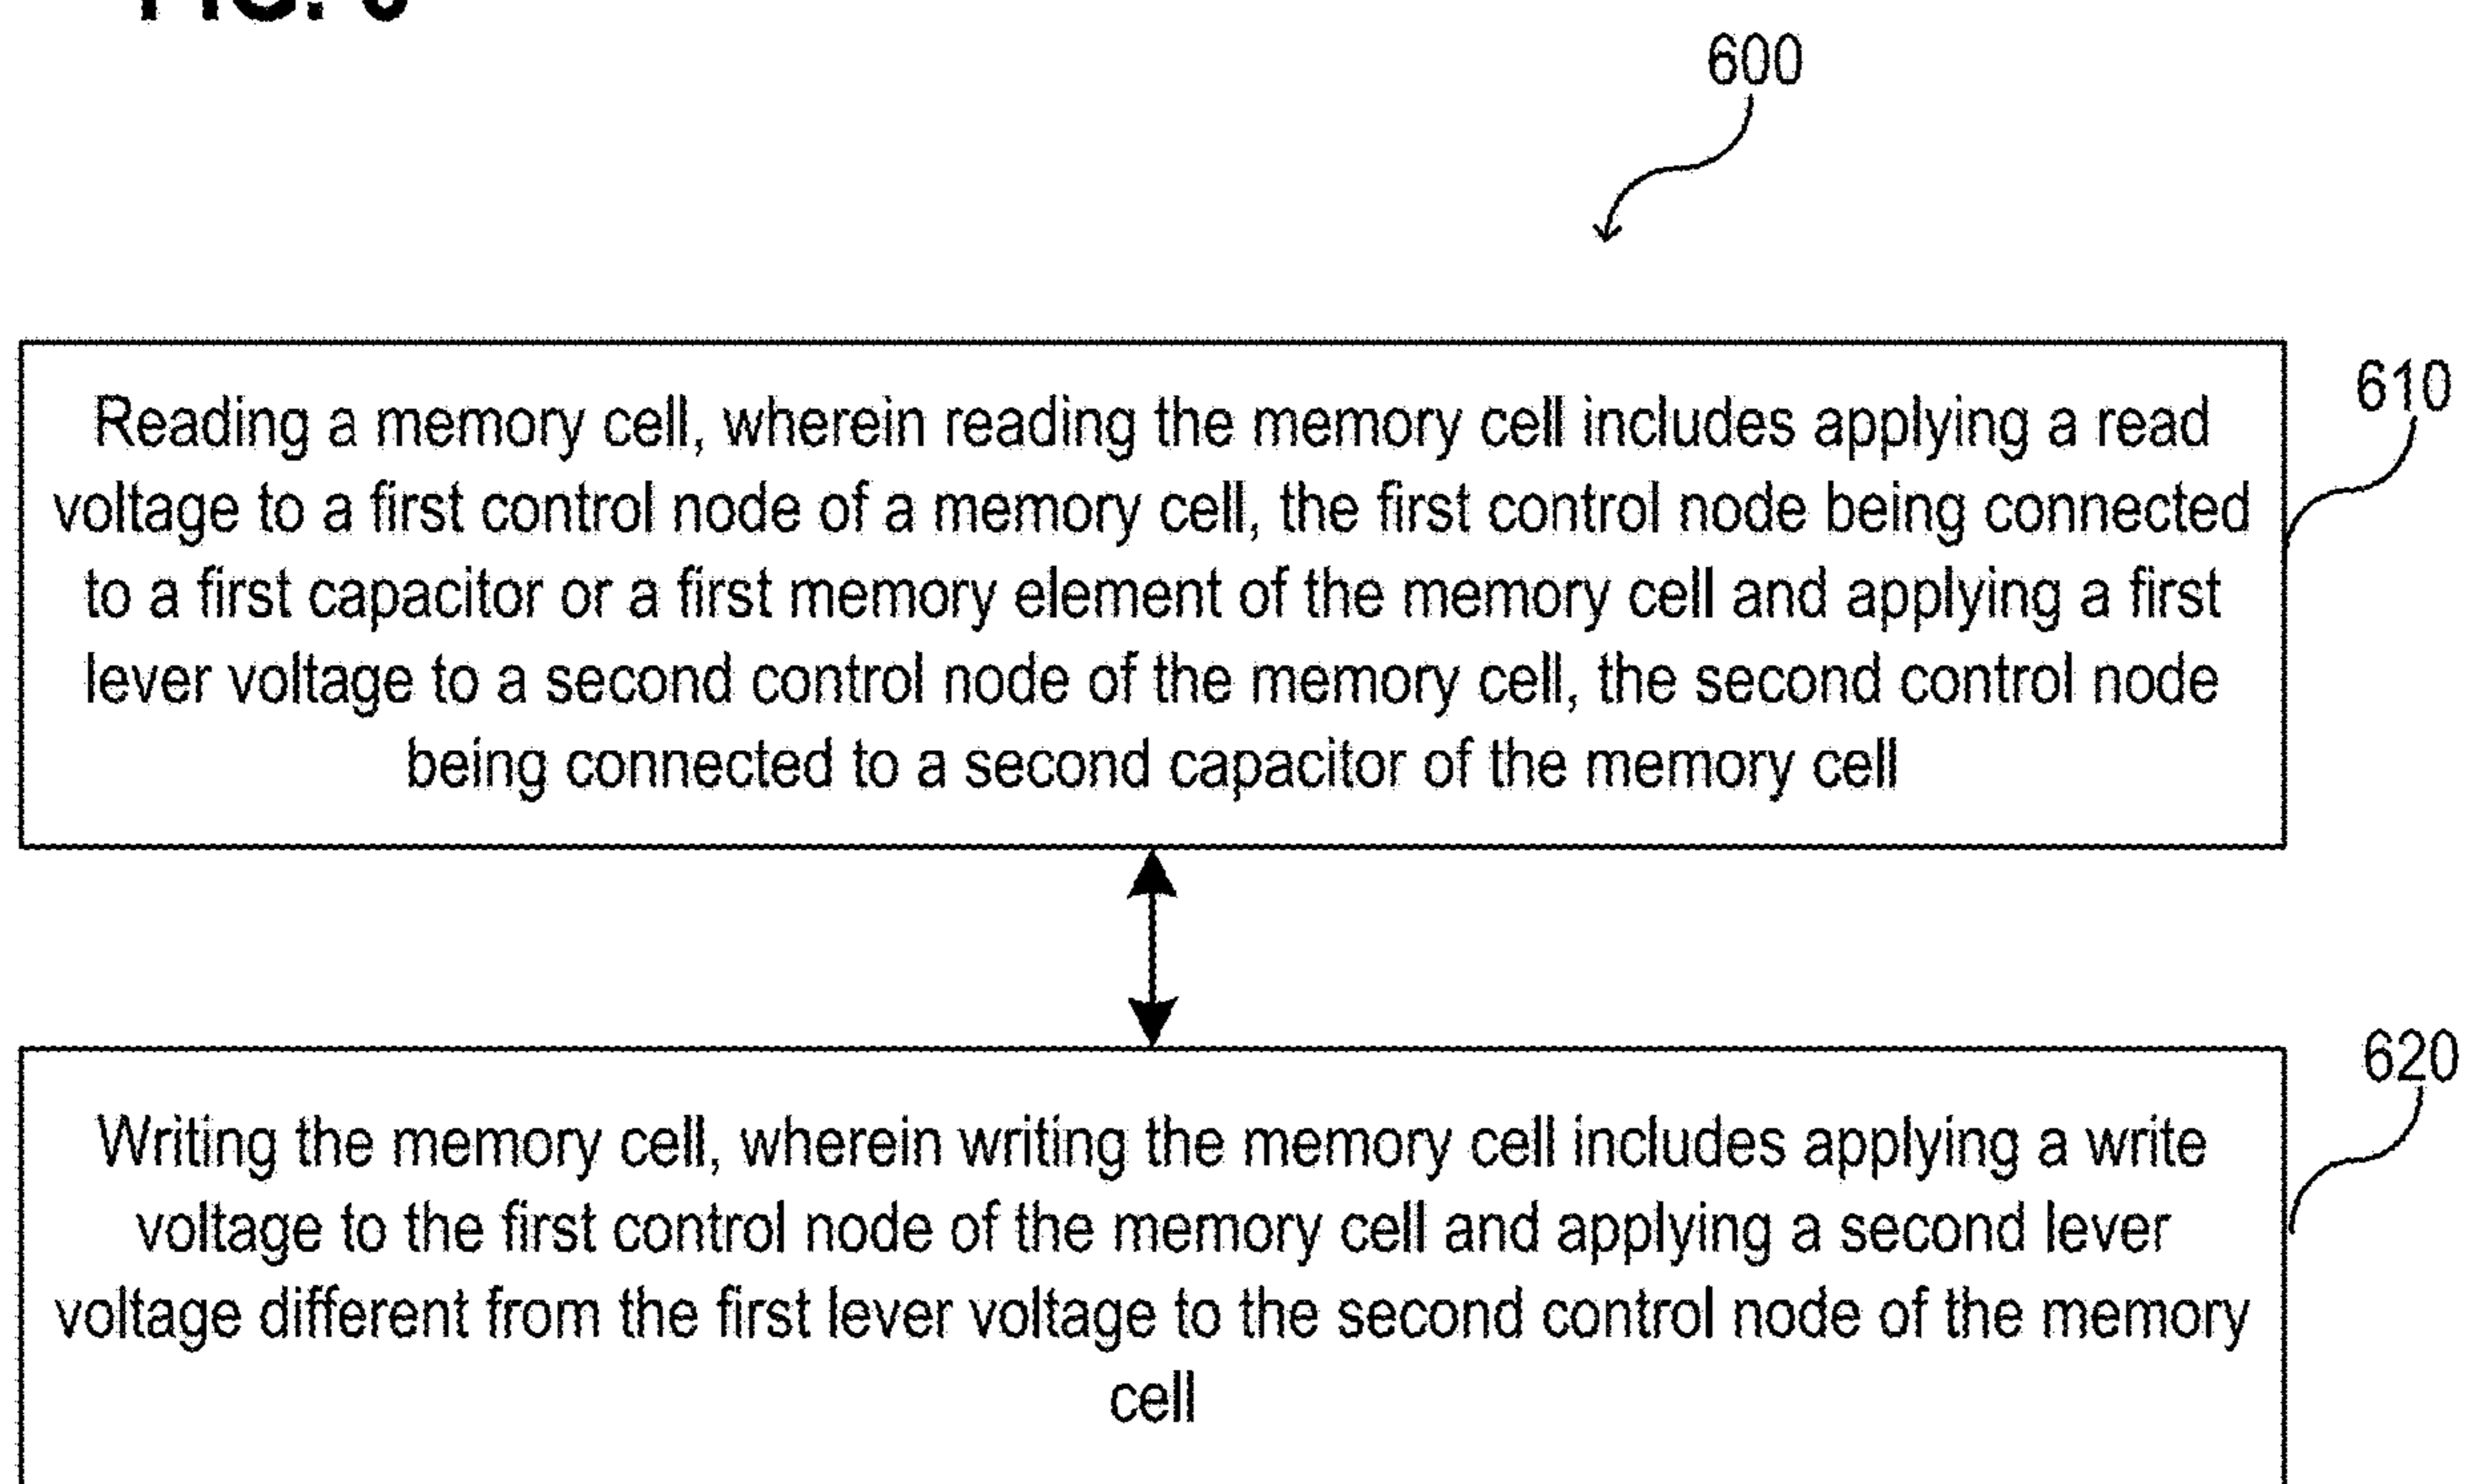 600
610
Reading a memory cell, wherein reading the memory cell includes applying a read
voltage to a first control node of a memory cell, the first control node being connected
to a first capacitor or a first memory element of the memory cell and applying a first
lever voltage to a second control node of the memory cell, the second control node
being connected to a second capacitor of the memory cell
620
Writing the memory cell, wherein writing the memory cell includes applying a write
voltage to the first control node of the memory cell and applying a second lever
voltage different from the first lever voltage to the second control node of the memory
cell